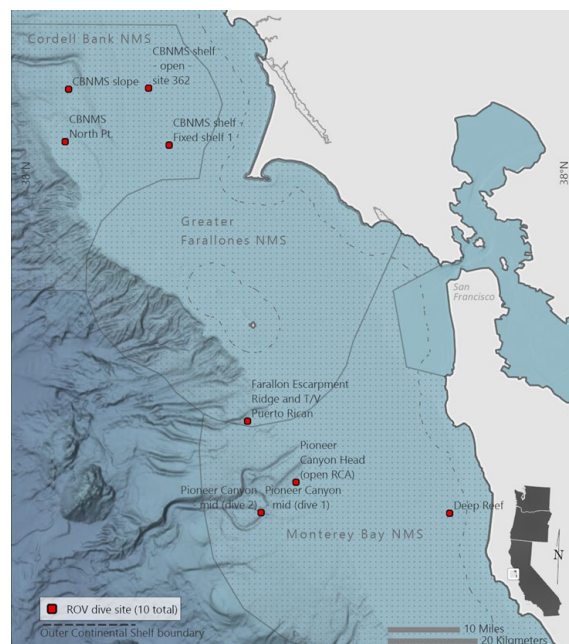 Cordell Bank NMS
CBNMS shelf
- open -
site 362
CBNMS slope
CBNMS
North Pt.
CBNMS shelf -
Fixed shelf 1
38°N
38°N
Greater
Farallones NMS
San
Francisco
Farallon Escarpment
Ridge and T/V
Puerto Rican
Pioneer
Canyon Head
(open RCA)
Pioneer Canyon
- mid (dive 2)
Pioneer Canyon
- mid (dive 1)
Deep Reef
Monterey Bay NMS
N
ROV dive site (10 total)
Outer Continental Shelf boundary
10 Miles
20 Kilometers